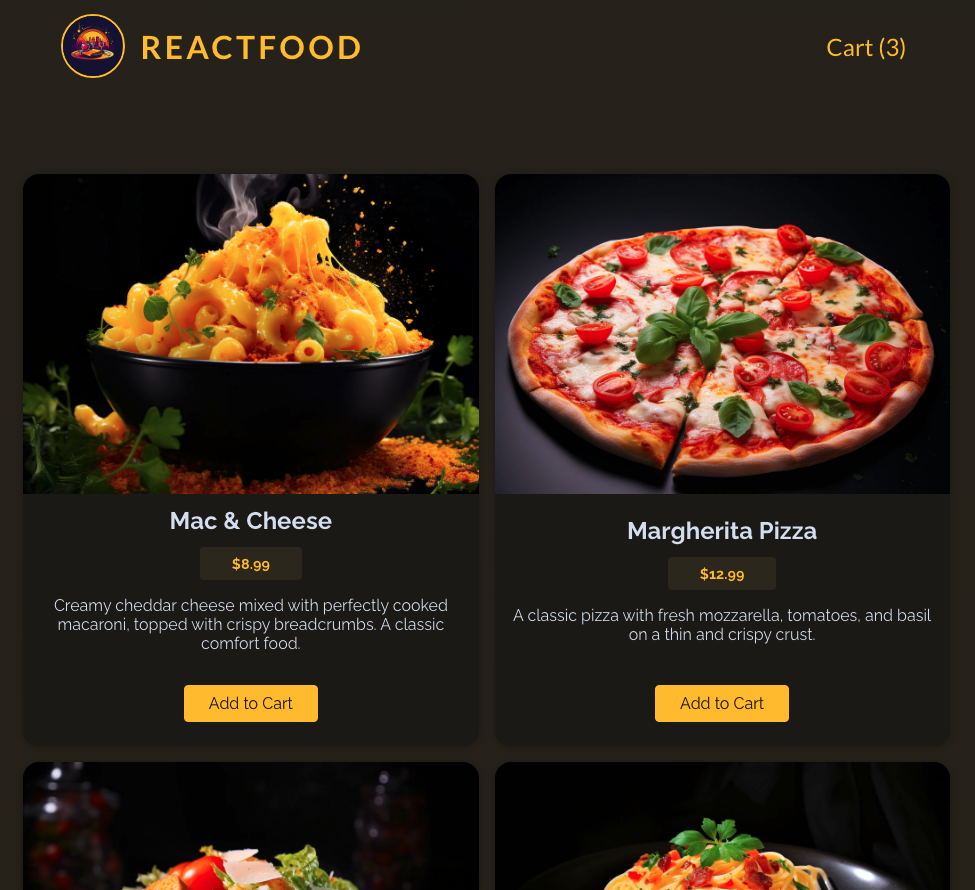 REACTFOOD
Cart (3)
Mac & Cheese
$8.99
Creamy cheddar cheese mixed with perfectly cooked
macaroni, topped with crispy breadcrumbs. A classic
comfort food.
Add to Cart
Margherita Pizza
$12.99
A classic pizza with fresh mozzarella, tomatoes, and basil
on a thin and crispy crust.
Add to Cart